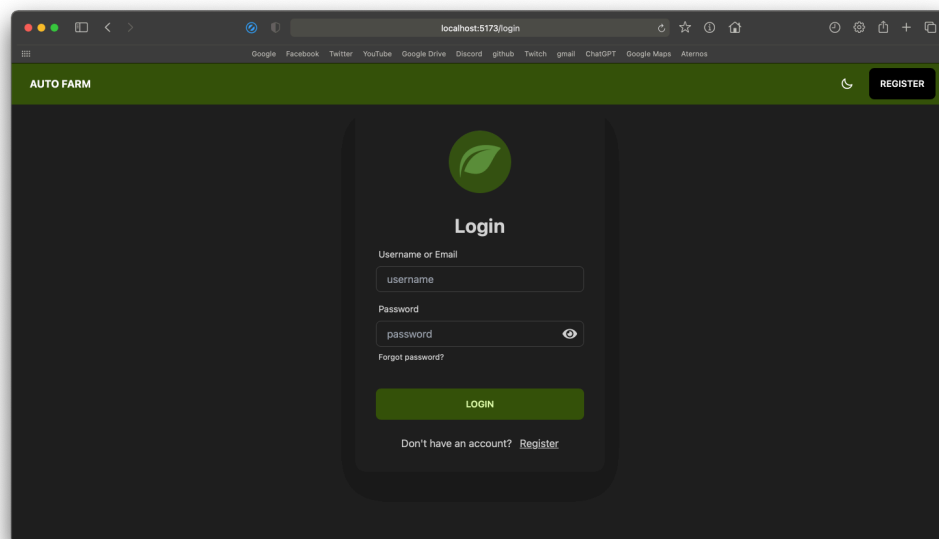 localhost:5173/login
Google Facebook Twitter YouTube Google Drive Discord github Twitch gmail ChatGPT Google Maps Aternos
AUTO FARM
REGISTER
Login
Username or Email
username
Password
password
Forgot password?
LOGIN
Don't have an account? Register